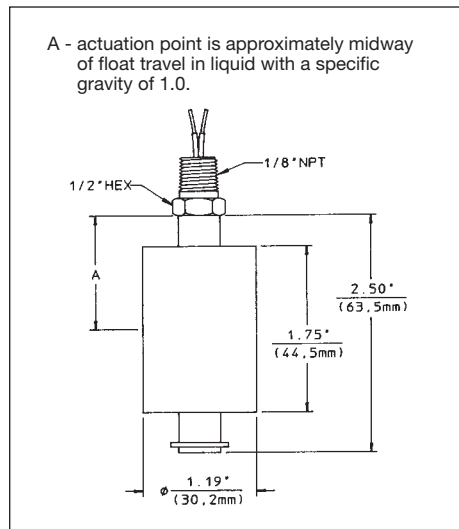 A - actuation point is approximately midway
of float travel in liquid with a specific
gravity of 1.0.
1/8"NPT
1/2"HEX
A
2.50"
(63,5mm)
1.75"
(44,5mm)
ø 1.19"
(30,2mm)